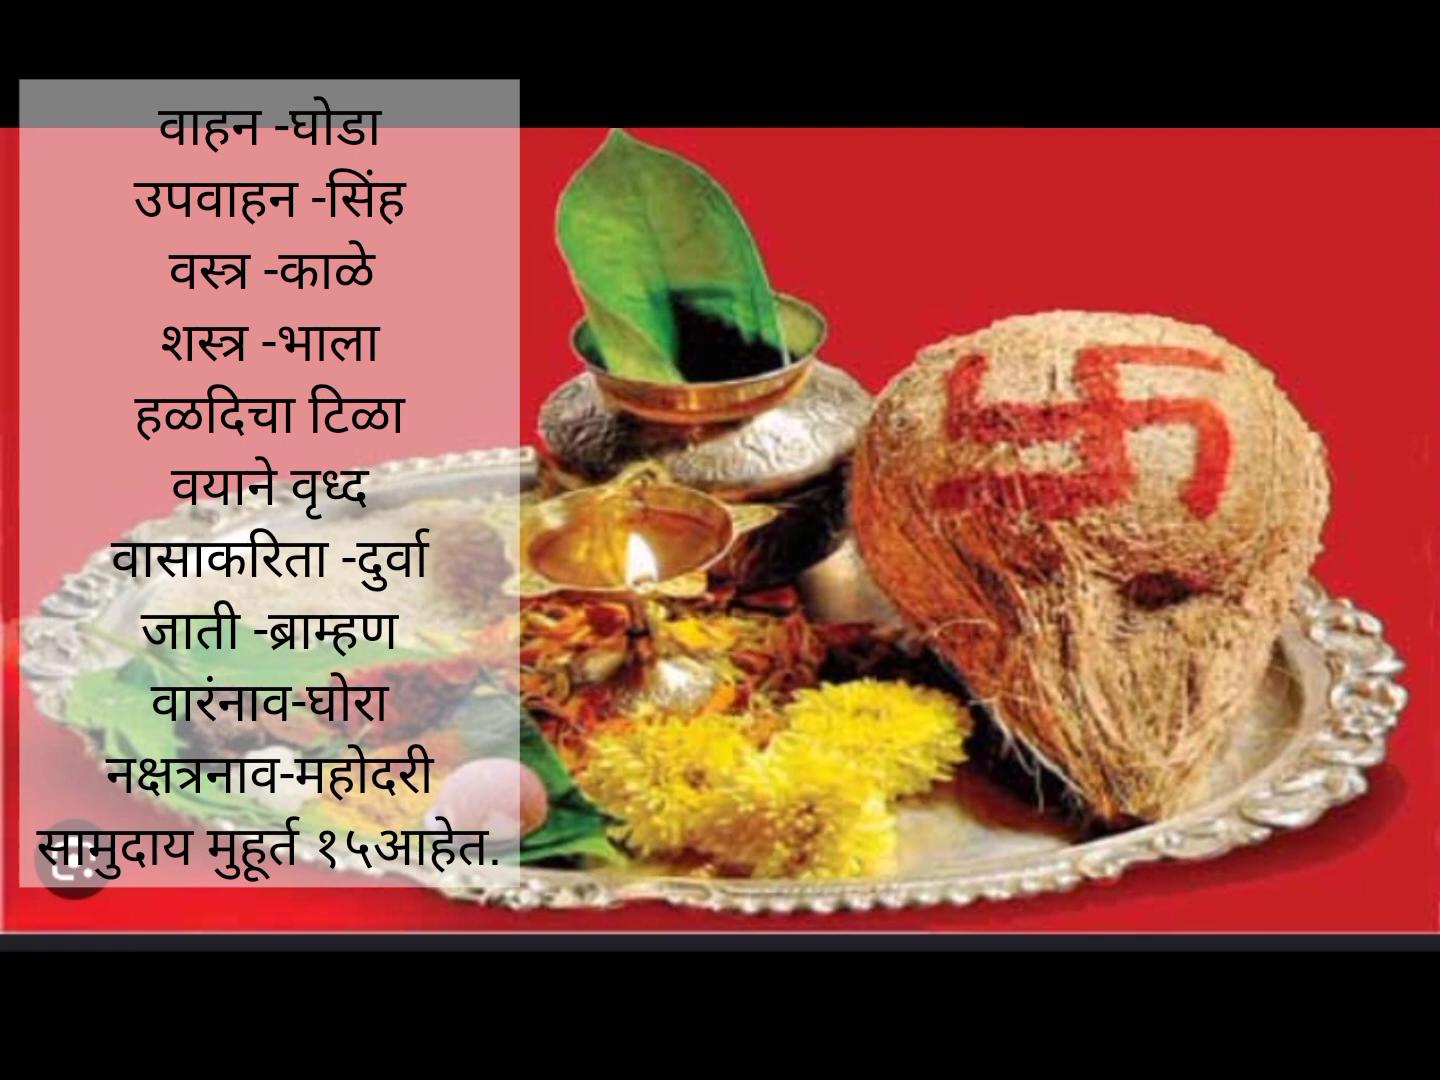 वाहन -घोडा
उपवाहन -सिंह
वस्त्र -काळे
शस्त्र -भाला
हळदिचा टिळा
वयाने वृध्द
वासाकरिता -दुर्वा
जाती -ब्राम्हण
वारंनाव-घोरा
नक्षत्रनाव-महोदरी
सामुदाय मुहूर्त १५आहेत.